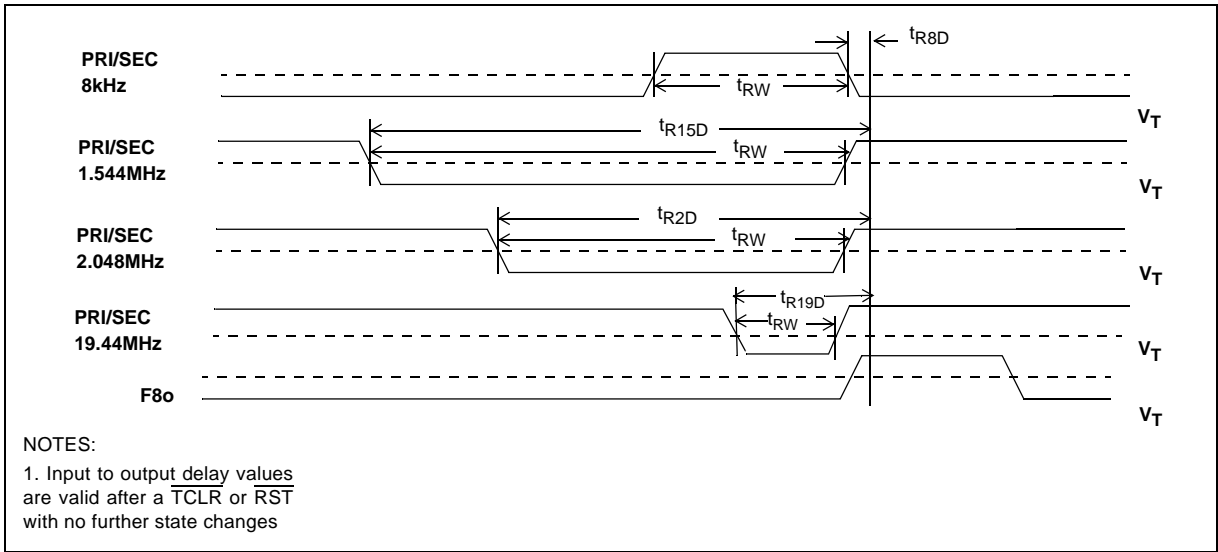 PRI/SEC
8kHz
tR8D
tRW
VT
PRI/SEC
1.544MHz
tR15D
tRW
VT
PRI/SEC
2.048MHz
tR2D
tRW
VT
PRI/SEC
19.44MHz
tR19D
tRW
VT
F8o
VT
NOTES:
1. Input to output delay values
are valid after a TCLR or RST
with no further state changes